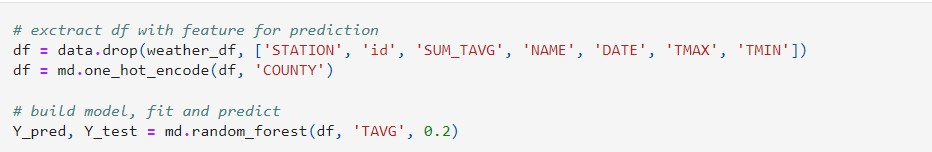 # exctract df with feature for prediction
df = data.drop(weather_df, ['STATION', 'id', 'SUM_TAVG', 'NAME', 'DATE', 'TMAX', 'TMIN'])
df = md.one_hot_encode(df, 'COUNTY')
# build model, fit and predict
Y_pred, Y_test = md.random_forest(df, 'TAVG', 0.2)